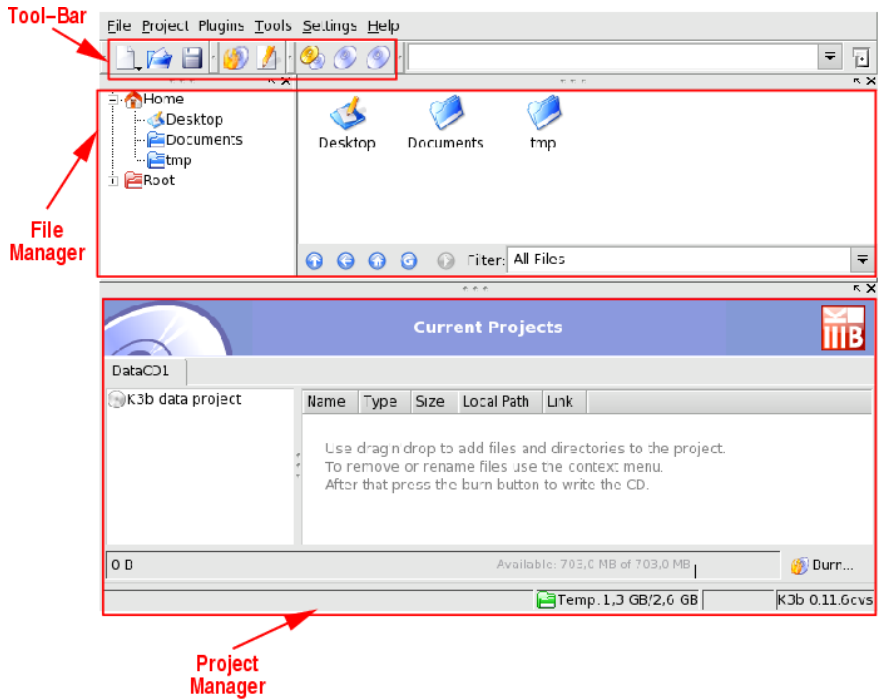 Tool-Bar
File Project Plugins Tools Settings Help
Home
Desktop
Documents
tmp
Root
Desktop Documents tmp
File
Manager
Filter: All Files
Current Projects
K3B
DataCD1
K3b data project
Name Type Size Local Path Link
Use drag n drop to add files and directories to the project.
To remove or rename files use the context menu.
After that press the burn button to write the CD.
0 B Available: 703,0 MB of 703,0 MB Burn...
Temp. 1,3 GB/2,6 GB K3b 0.11.6cvs
Project
Manager